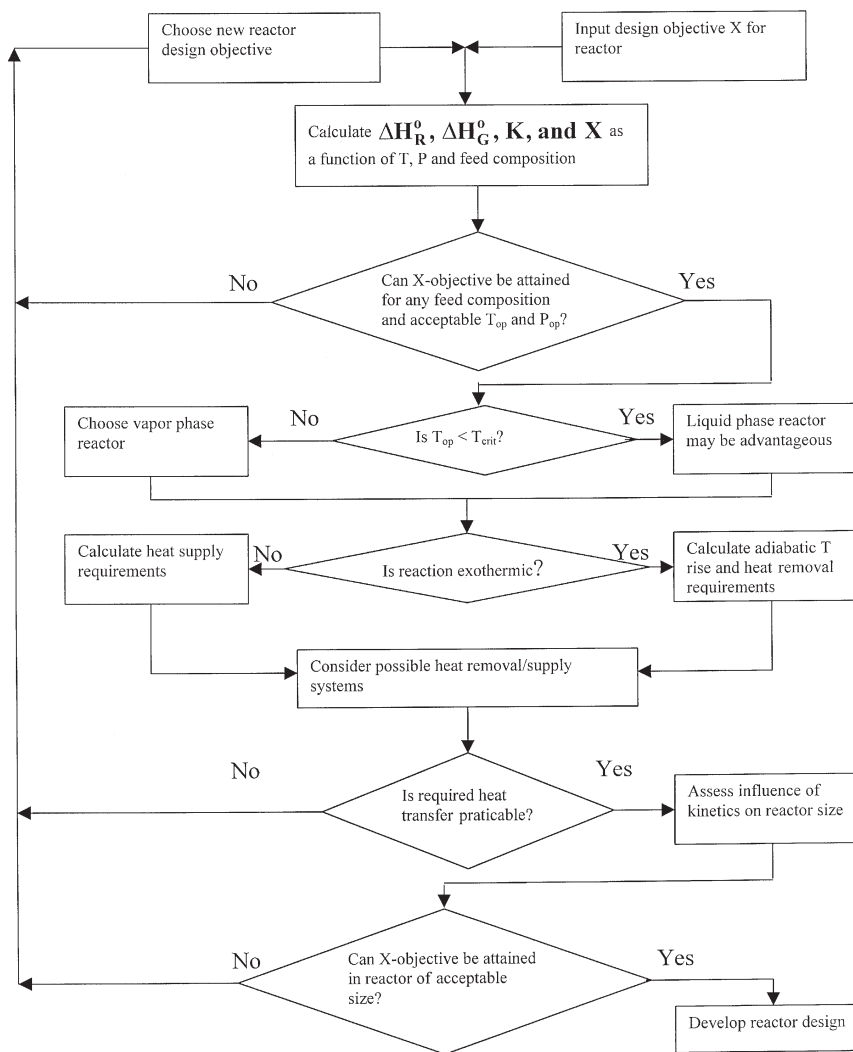 Choose new reactor
design objective
Input design objective X for
reactor
Calculate ΔH°R, ΔH°G, K, and X as
a function of T, P and feed composition
No
Yes
Can X-objective be attained
for any feed composition
and acceptable Top and Pop?
Choose vapor phase
reactor
No
Is Top < Tcrit?
Yes
Liquid phase reactor
may be advantageous
Calculate heat supply
requirements
No
Is reaction exothermic?
Yes
Calculate adiabatic T
rise and heat removal
requirements
Consider possible heat removal/supply
systems
No
Yes
Is required heat
transfer praticable?
Assess influence of
kinetics on reactor size
No
Can X-objective be attained
in reactor of acceptable
size?
Yes
Develop reactor design